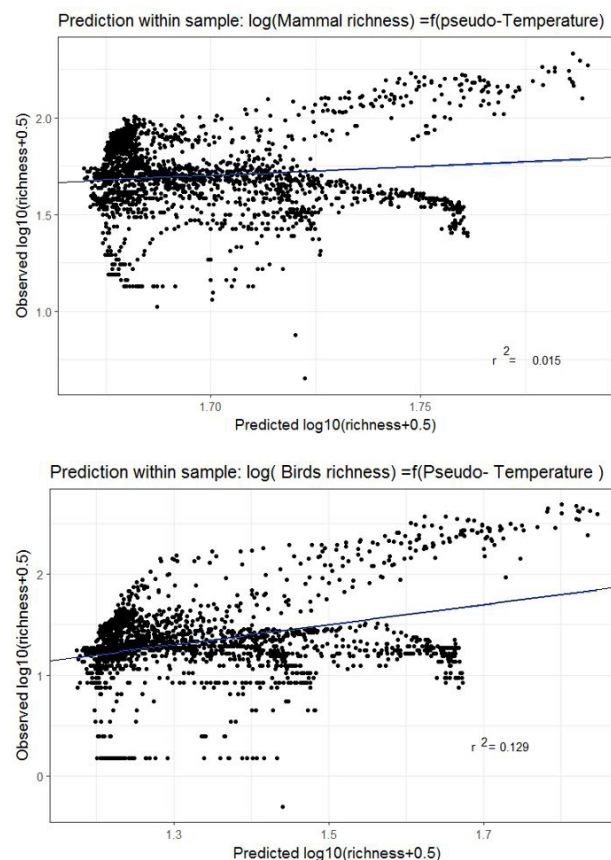 Prediction within sample: log(Mammal richness) =f(pseudo-Temperature)
Observed log10(richness+0.5)
2.0
1.5
1.0
r 2= 0.015
1.70 1.75
Predicted log10(richness+0.5)
Prediction within sample: log( Birds richness) =f(Pseudo- Temperature )
Observed log10(richness+0.5)
2
1
0
r 2= 0.129
1.3 1.5 1.7
Predicted log10(richness+0.5)